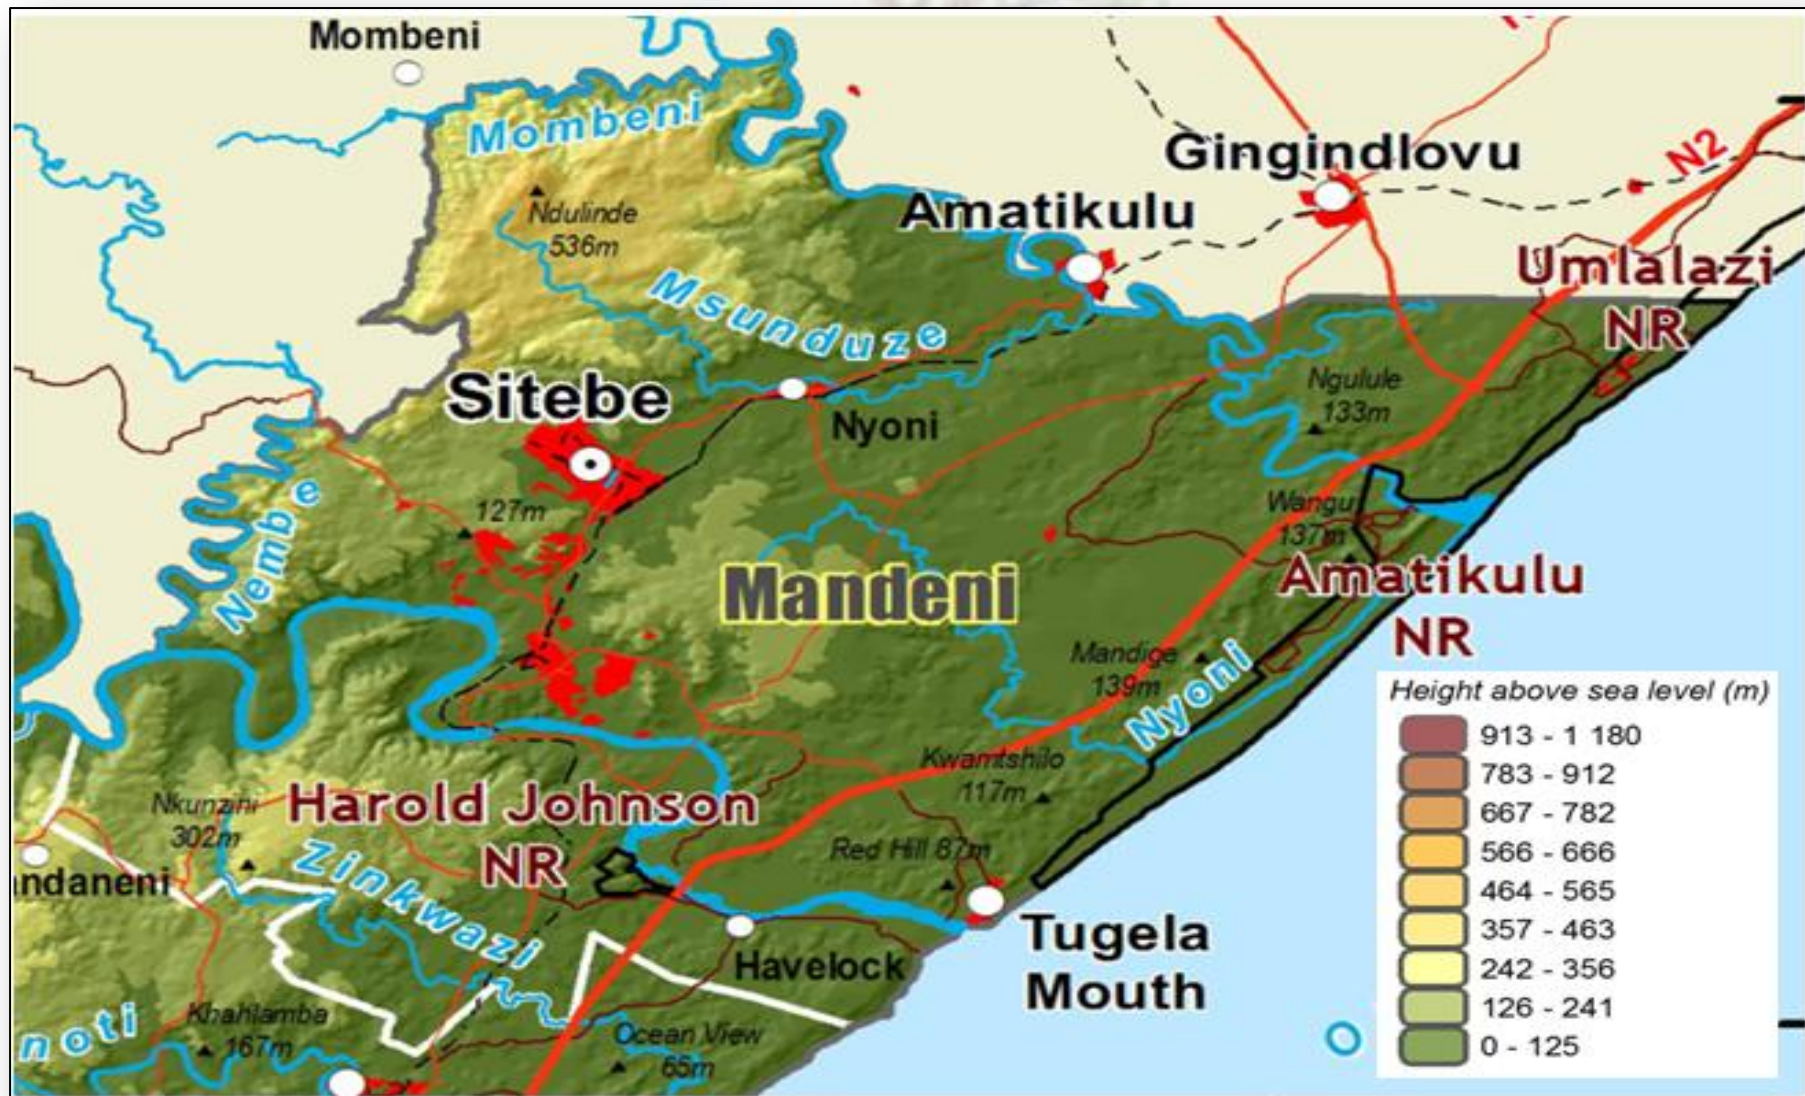 Mombeni
Mombeni
N2
Gingindlovu
Amatikulu
Ndulinde
536m
Umlalazi
NR
Msunduze
Sitebe
Ngulule
133m
Nyoni
Nembe
127m
Wangu
137m
Mandeni
Amatikulu
NR
Mandige
139m
Nyoni
Kwamtshilo
117m
Height above sea level (m)
913 - 1 180
783 - 912
667 - 782
566 - 666
464 - 565
357 - 463
242 - 356
126 - 241
0 - 125
Nkunzini
302m
Harold Johnson
NR
Red Hill 87m
andaneni
Zinkwazi
Tugela
Mouth
Havelock
Khahlamba
167m
noti
Ocean View
65m